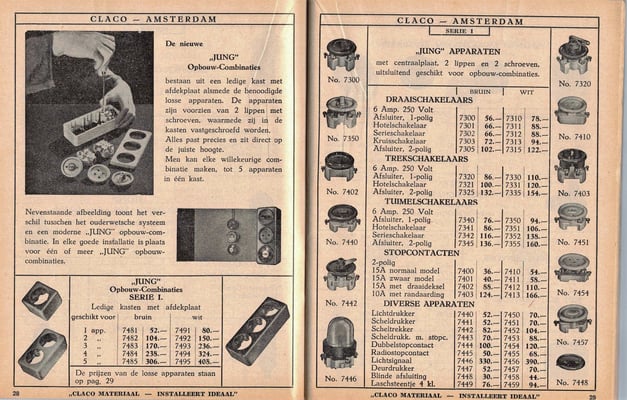 CLACO — AMSTERDAM
De nieuwe
„JUNG"
Opbouw-Combinaties
bestaan uit een ledige kast met
afdekplaat alsmede de benoodigde
losse apparaten. De apparaten
zijn voorzien van 2 lippen met
schroeven, waarmede zij in de
kasten vastgeschroefd worden.
Alles past precies en zit direct op
de juiste hoogte.
Men kan elke willekeurige com-
binatie maken, tot 5 apparaten
in één kast.
Nevenstaande afbeelding toont het ver-
schil tusschen het ouderwetsche systeem
en een moderne „JUNG" opbouw-com-
binatie. In elke goede installatie is plaats
voor één of meer „JUNG" opbouw-
combinaties.
„JUNG"
Opbouw-Combinaties
SERIE I.
Ledige kasten met afdekplaat
geschikt voor bruin wit
1 app. 7481 52.— 7491 80.—
2 „ 7482 104.— 7492 150.—
3 „ 7483 170.— 7493 236.—
4 „ 7484 238.— 7494 324.—
5 „ 7485 306.— 7495 408.—
De prijzen van de losse apparaten staan
op pag. 29
28 „CLACO MATERIAAL — INSTALLEERT IDEAAL"
CLACO — AMSTERDAM
SERIE I
„JUNG" APPARATEN
met centraalplaat, 2 lippen en 2 schroeven,
uitsluitend geschikt voor opbouw-combinaties.
BRUIN WIT
DRAAISCHAKELAARS
6 Amp. 250 Volt
Afsluiter, 1-polig 7300 56.— 7310 78.—
Hotelschakelaar 7301 66.— 7311 88.—
Serieschakelaar 7302 66.— 7312 88.—
Kruisschakelaar 7303 72.— 7313 94.—
Afsluiter, 2-polig 7305 102.— 7315 122.—
TREKSCHAKELAARS
6 Amp. 250 Volt
Afsluiter, 1-polig 7320 86.— 7330 110.—
Hotelschakelaar 7321 100.— 7331 120.—
Afsluiter, 2-polig 7325 132.— 7335 154.—
TUIMELSCHAKELAARS
6 Amp. 250 Volt
Afsluiter, 1-polig 7340 76.— 7350 94.—
Hotelschakelaar 7341 86.— 7351 106.—
Serieschakelaar 7342 116.— 7352 138.—
Afsluiter, 2-polig 7345 136.— 7355 160.—
STOPCONTACTEN
2-polig
15A normaal model 7400 36.— 7410 54.—
15A zwaar model 7401 40.— 7411 58.—
15A met draaideksel 7402 88.— 7412 110.—
10A met randaarding 7403 124.— 7413 166.—
DIVERSE APPARATEN
Lichtdrukker 7440 52.— 7450 70.—
Scheldrukker 7441 52.— 7451 70.—
Scheltrekker 7442 82.— 7452 104.—
Scheldrukk. m. stopc. 7443 70.— 7453 88.—
Dubbelstopcontact 7444 100.— 7454 120.—
Radiostopcontact 7445 50.— 7455 68.—
Lichtsignaal 7446 330.— 7456 360.—
Deurdrukker 7447 52.— 7457 70.—
Blinde afsluiting 7448 30.— 7458 44.—
Laschsteentje 4 kl. 7449 76.— 7459 94.—
No. 7300
No. 7350
No. 7402
No. 7440
No. 7442
No. 7446
No. 7320
No. 7410
No. 7403
No. 7451
No. 7454
No. 7457
No. 7448
„CLACO MATERIAAL — INSTALLEERT IDEAAL" 29